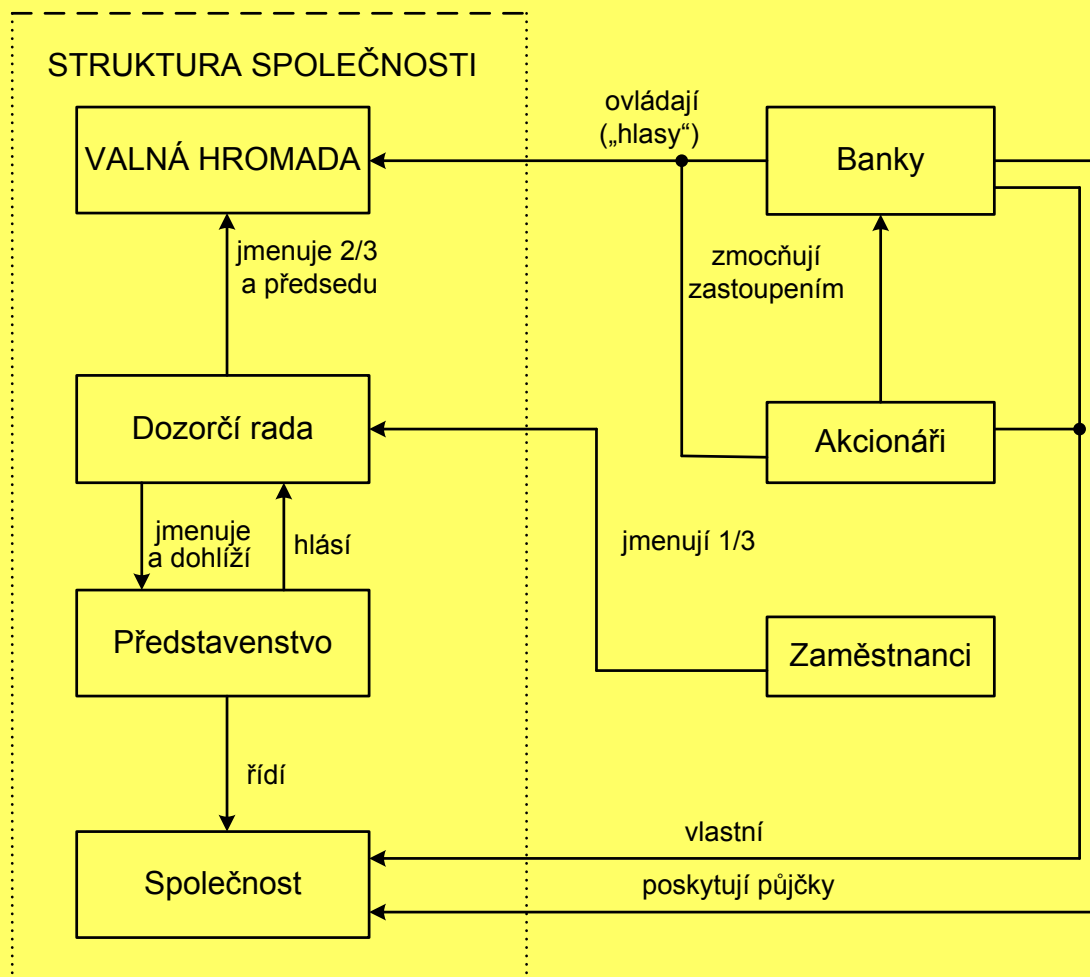 STRUKTURA SPOLEČNOSTI
VALNÁ HROMADA
ovládají
(„hlasy“)
Banky
jmenuje 2/3
a předsedu
zmocňují
zastoupením
Dozorčí rada
Akcionáři
jmenuje
a dohlíží
hlásí
jmenují 1/3
Představenstvo
Zaměstnanci
řídí
vlastní
Společnost
poskytují půjčky